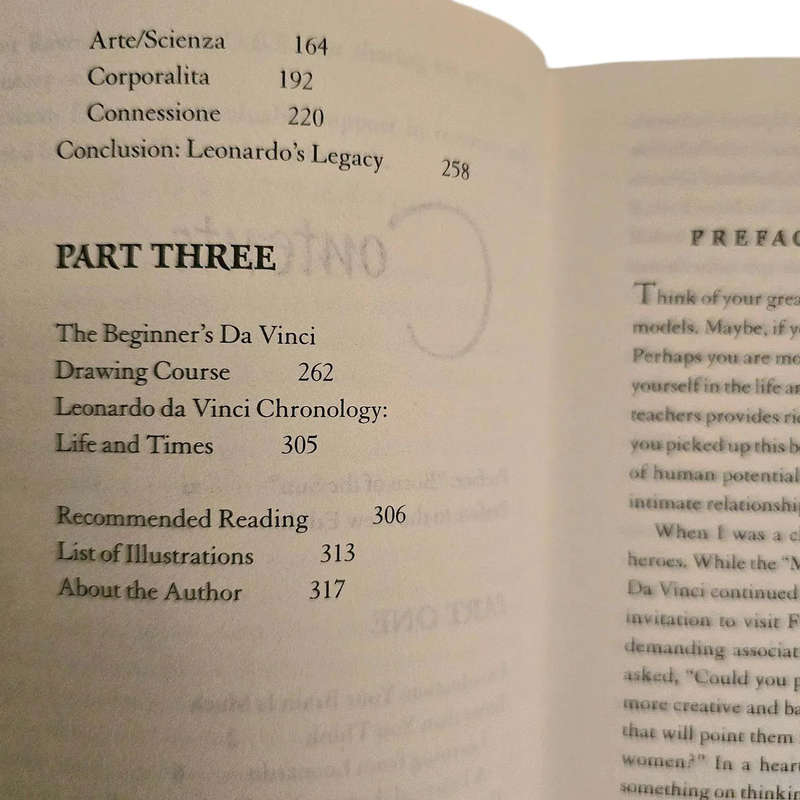 Arte/Scienza 164
Corporalita 192
Connessione 220
Conclusion: Leonardo's Legacy 258
PART THREE
The Beginner's Da Vinci
Drawing Course 262
Leonardo da Vinci Chronology:
Life and Times 305
Recommended Reading 306
List of Illustrations 313
About the Author 317
PREFAC
Think of your grea
models. Maybe, if y
Perhaps you are mo
yourself in the life a
teachers provides ri
you picked up this b
of human potential
intimate relationship
When I was a c
heroes. While the "M
Da Vinci continued
invitation to visit F
demanding associat
asked, "Could you p
more creative and ba
that will point them
women?" In a heart
something on thinkin